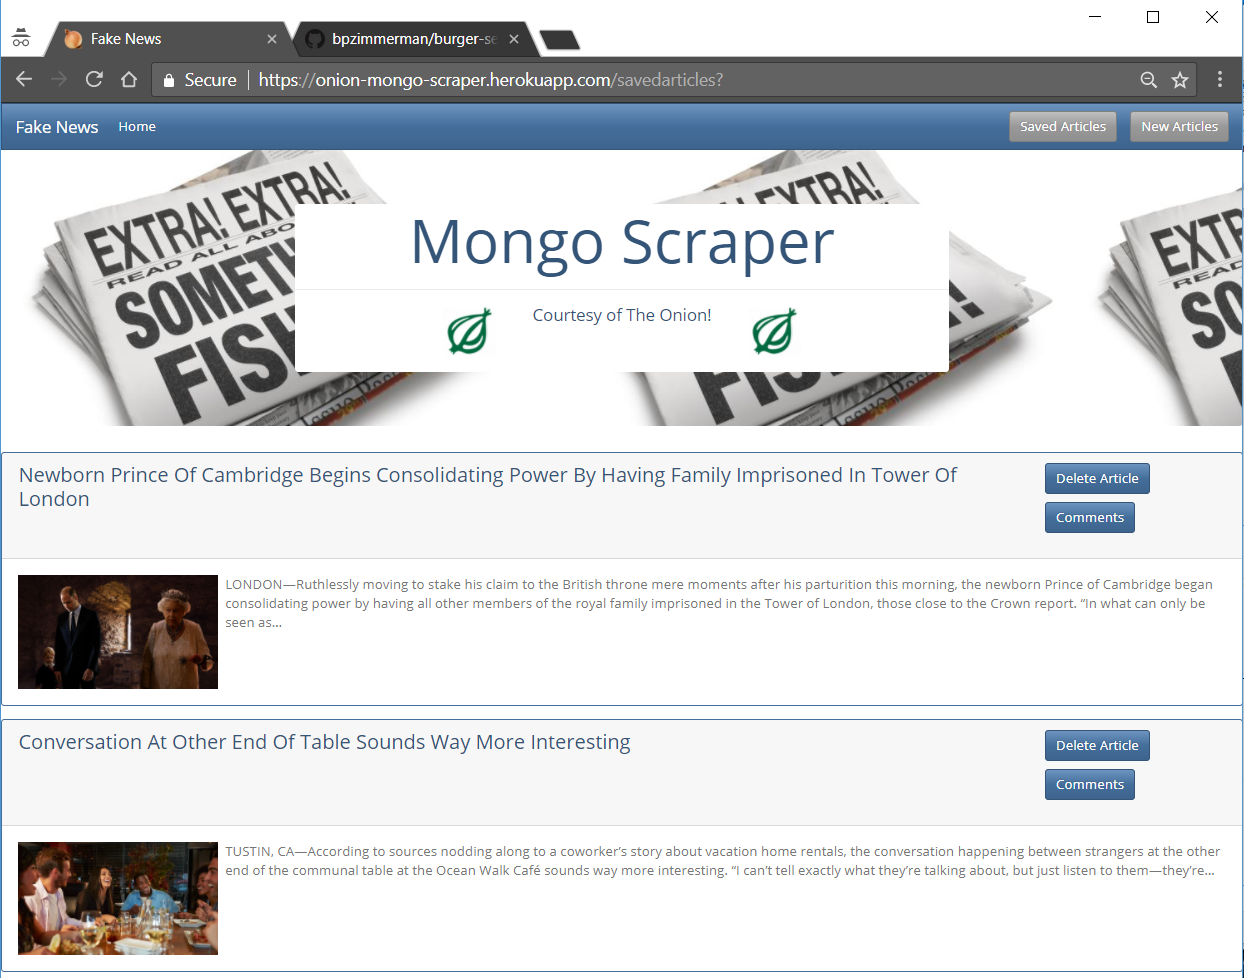 Fake News
bpzimmerman/burger-se
Secure
https://onion-mongo-scraper.herokuapp.com/savedarticles?
Fake News
Home
Saved Articles
New Articles
EXTRA! EXTRA!
READ ALL ABO
SOMETH
FIS
EXTRA!
EXT
READ
SO
Mongo Scraper
Courtesy of The Onion!
Newborn Prince Of Cambridge Begins Consolidating Power By Having Family Imprisoned In Tower Of
London
Delete Article
Comments
LONDON—Ruthlessly moving to stake his claim to the British throne mere moments after his parturition this morning, the newborn Prince of Cambridge began
consolidating power by having all other members of the royal family imprisoned in the Tower of London, those close to the Crown report. “In what can only be
seen as...
Conversation At Other End Of Table Sounds Way More Interesting
Delete Article
Comments
TUSTIN, CA—According to sources nodding along to a coworker’s story about vacation home rentals, the conversation happening between strangers at the other
end of the communal table at the Ocean Walk Café sounds way more interesting. “I can’t tell exactly what they’re talking about, but just listen to them—they’re...